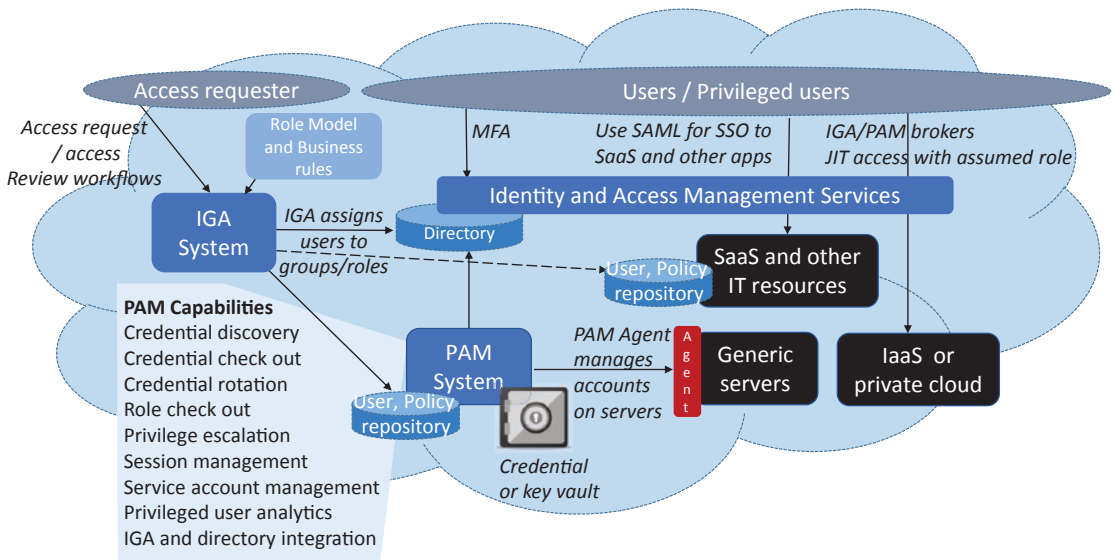 Access requester
Users / Privileged users
Access request
/ access
Review workflows
Role Model
and Business
rules
MFA
Use SAML for SSO to
SaaS and other apps
IGA/PAM brokers
JIT access with assumed role
Identity and Access Management Services
IGA
System
IGA assigns
users to
groups/roles
Directory
User, Policy
repository
SaaS and other
IT resources
PAM Capabilities
Credential discovery
Credential check out
Credential rotation
Role check out
Privilege escalation
Session management
Service account management
Privileged user analytics
IGA and directory integration
PAM
System
User, Policy
repository
Credential
or key vault
PAM Agent
manages
accounts
on servers
A
g
e
n
t
Generic
servers
IaaS or
private cloud